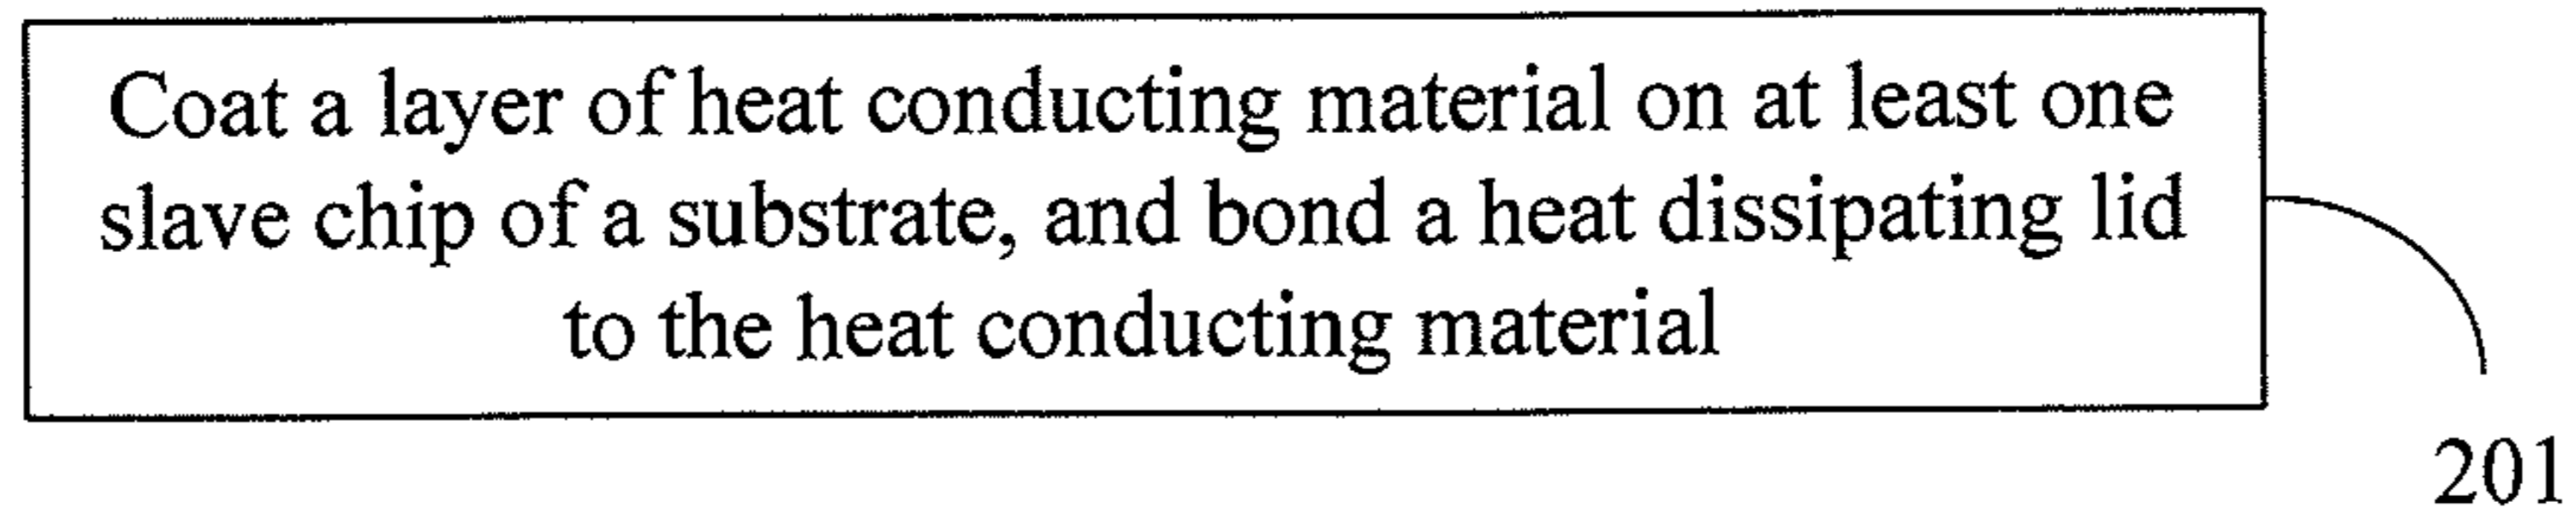 Coat a layer of heat conducting material on at least one
slave chip of a substrate, and bond a heat dissipating lid
to the heat conducting material
201